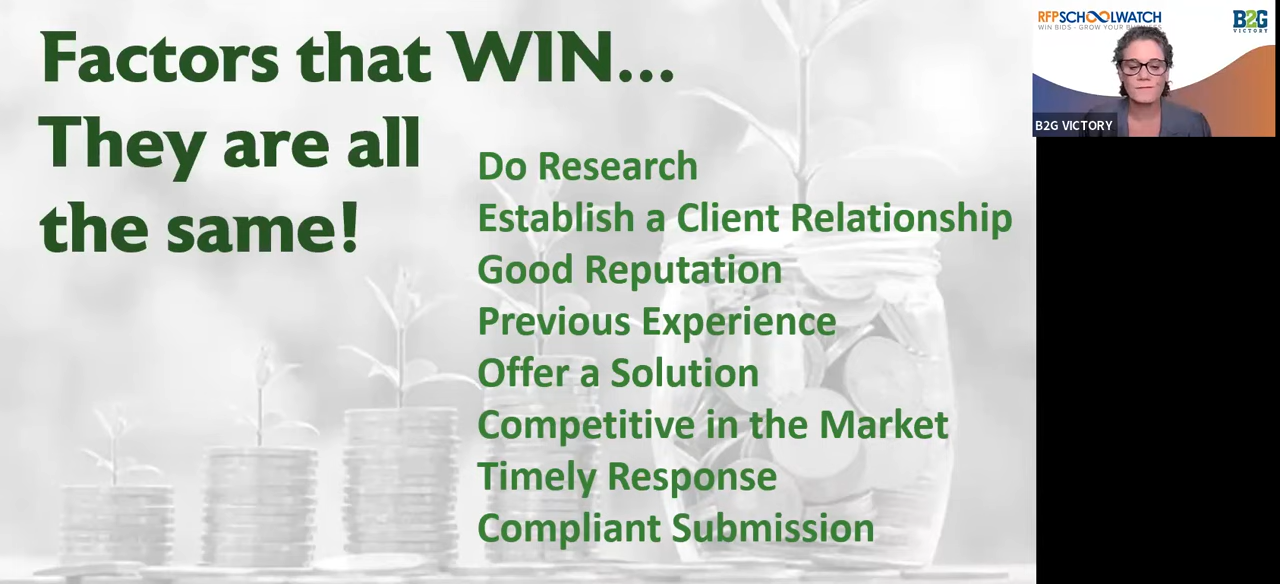 Factors that WIN...
They are all
the same!
Do Research
Establish a Client Relationship
Good Reputation
Previous Experience
Offer a Solution
Competitive in the Market
Timely Response
Compliant Submission
RFPSCHOOLWATCH
WIN BIDS - GROW YOUR BUSINESS
B2G
VICTORY
B2G VICTORY